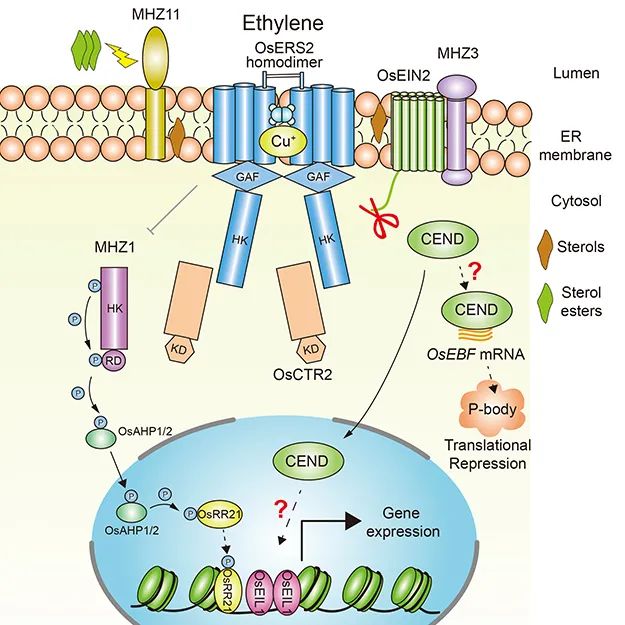 MHZ11
Ethylene
OsERS2
homodimer
MHZ3
OsEIN2
Lumen
Cu⁺
ER
membrane
GAF
GAF
Cytosol
HK
HK
CEND
Sterols
MHZ1
?
P
HK
Sterol
esters
CEND
P
KD
KD
OsEBF mRNA
P
RD
OsCTR2
P
P-body
P
OsAHP1/2
Translational
Repression
CEND
P
P
OsAHP1/2
P
OsRR21
?
Gene
expression
P
OsRR21
OsEIL1
OsEIL1